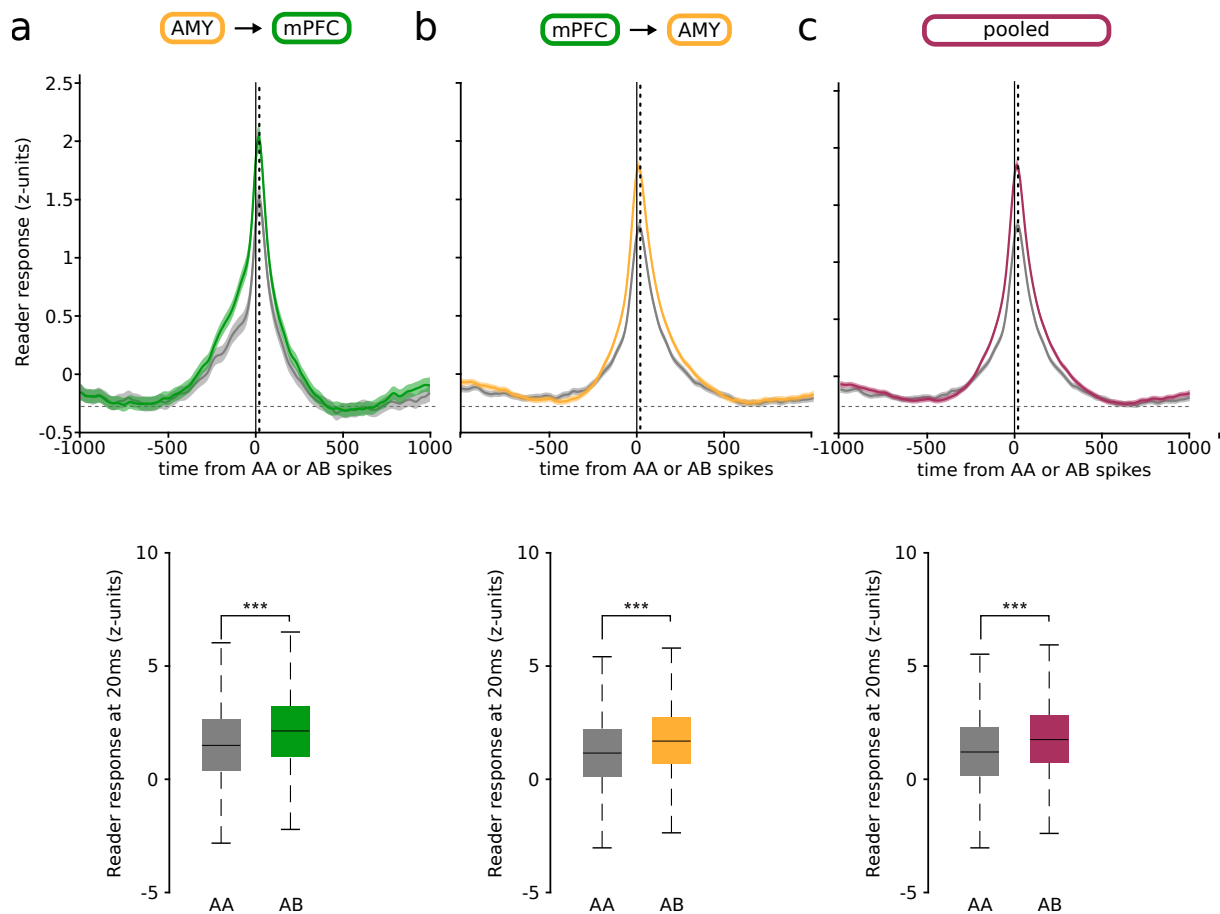 a
AMY → mPFC
b
mPFC → AMY
c
pooled
Reader response (z-units)
2.5
2
1.5
1
0.5
0
-0.5
-1000 -500 0 500 1000
time from AA or AB spikes
-500 0 500
time from AA or AB spikes
-1000 -500 0 500 1000
time from AA or AB spikes
Reader response at 20ms (z-units)
10
5
0
-5
***
AA AB
Reader response at 20ms (z-units)
10
5
0
-5
***
AA AB
Reader response at 20ms (z-units)
10
5
0
-5
***
AA AB